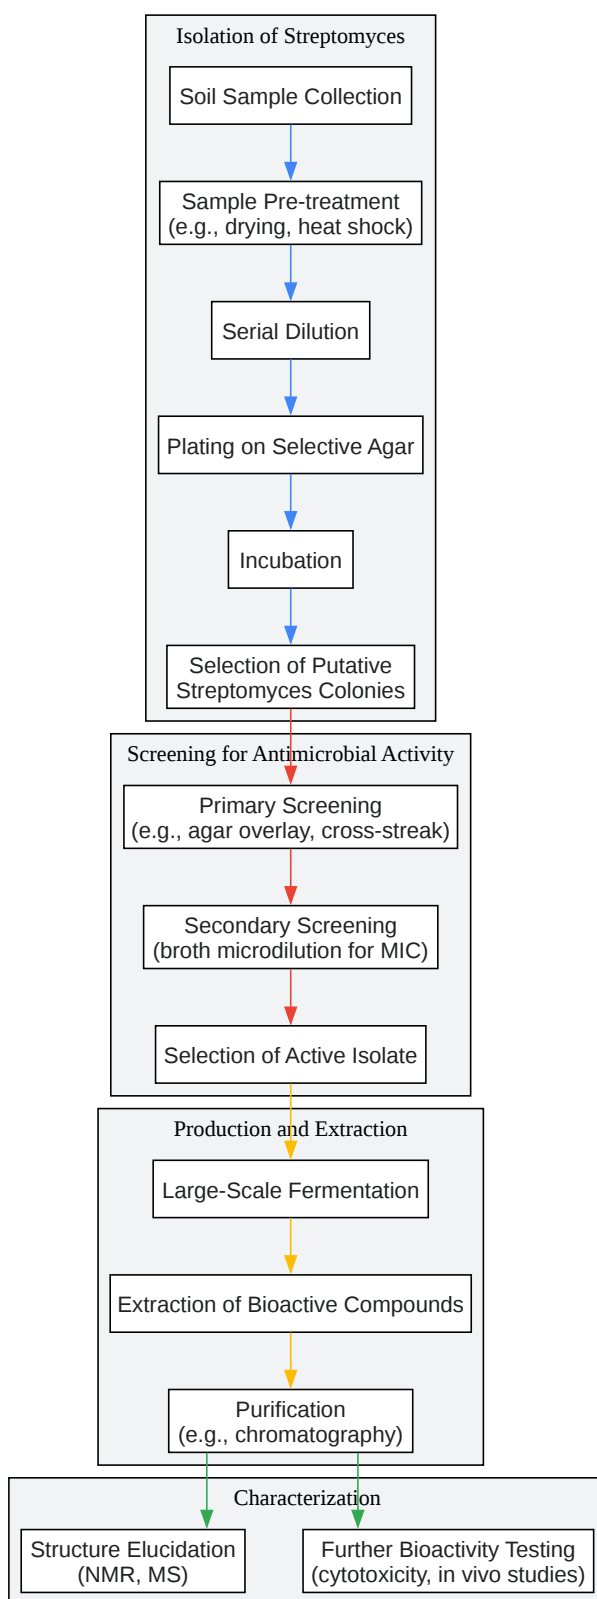 Isolation of Streptomyces
Soil Sample Collection
Sample Pre-treatment
(e.g., drying, heat shock)
Serial Dilution
Plating on Selective Agar
Incubation
Selection of Putative
Streptomyces Colonies
Screening for Antimicrobial Activity
Primary Screening
(e.g., agar overlay, cross-streak)
Secondary Screening
(broth microdilution for MIC)
Selection of Active Isolate
Production and Extraction
Large-Scale Fermentation
Extraction of Bioactive Compounds
Purification
(e.g., chromatography)
Characterization
Structure Elucidation
(NMR, MS)
Further Bioactivity Testing
(cytotoxicity, in vivo studies)